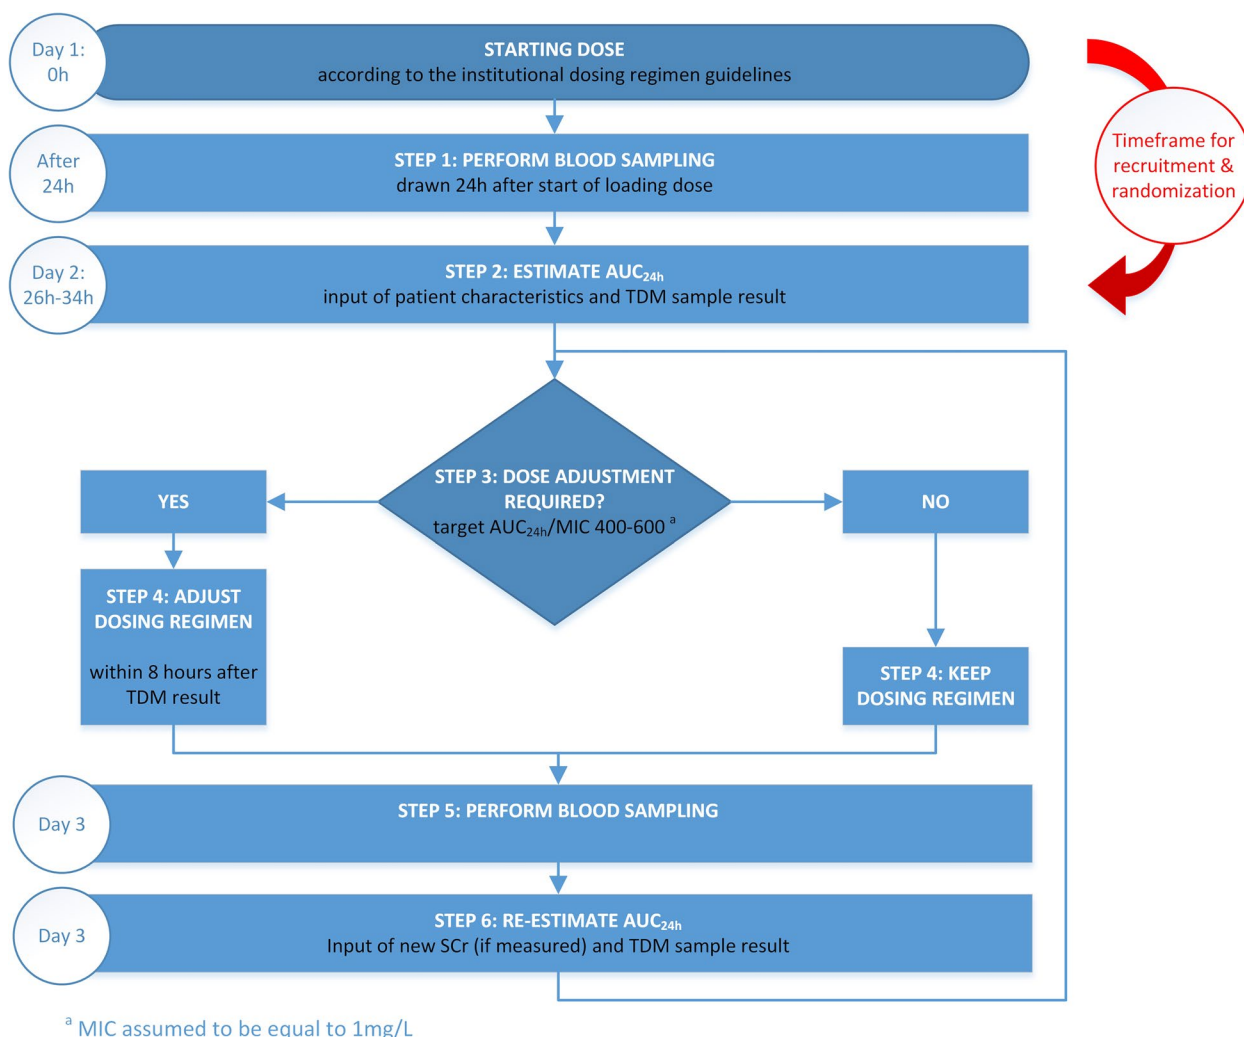 Day 1:
0h
STARTING DOSE
according to the institutional dosing regimen guidelines
After
24h
STEP 1: PERFORM BLOOD SAMPLING
drawn 24h after start of loading dose
Timeframe for
recruitment &
randomization
Day 2:
26h-34h
STEP 2: ESTIMATE AUC24h
input of patient characteristics and TDM sample result
STEP 3: DOSE ADJUSTMENT
REQUIRED?
target AUC24h/MIC 400-600 a
YES
NO
STEP 4: ADJUST
DOSING REGIMEN
within 8 hours after
TDM result
STEP 4: KEEP
DOSING REGIMEN
Day 3
STEP 5: PERFORM BLOOD SAMPLING
Day 3
STEP 6: RE-ESTIMATE AUC24h
Input of new SCr (if measured) and TDM sample result
a MIC assumed to be equal to 1mg/L